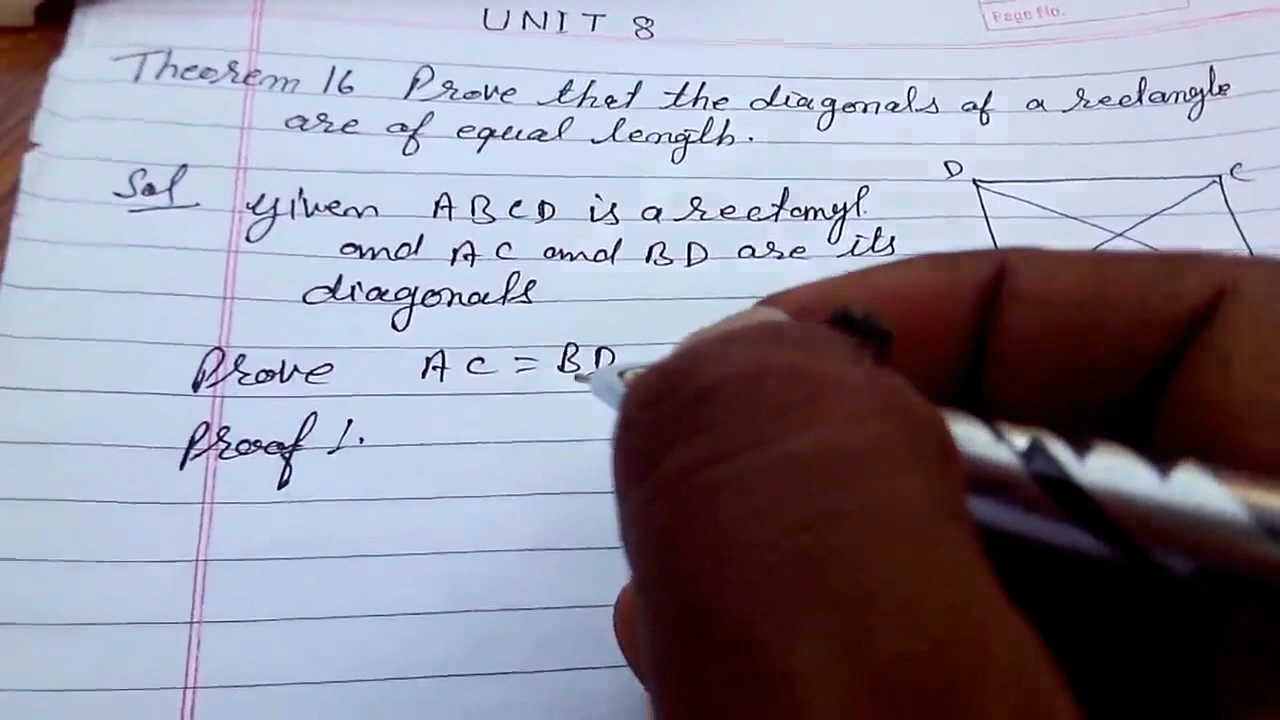 Page No.
UNIT 8
Theorem 16 Prove that the diagonals of a rectangle
are of equal length.
Sol Given ABCD is a rectangl.
and AC and BD are its
diagonals
Prove AC = BD
Proof 1.
D C